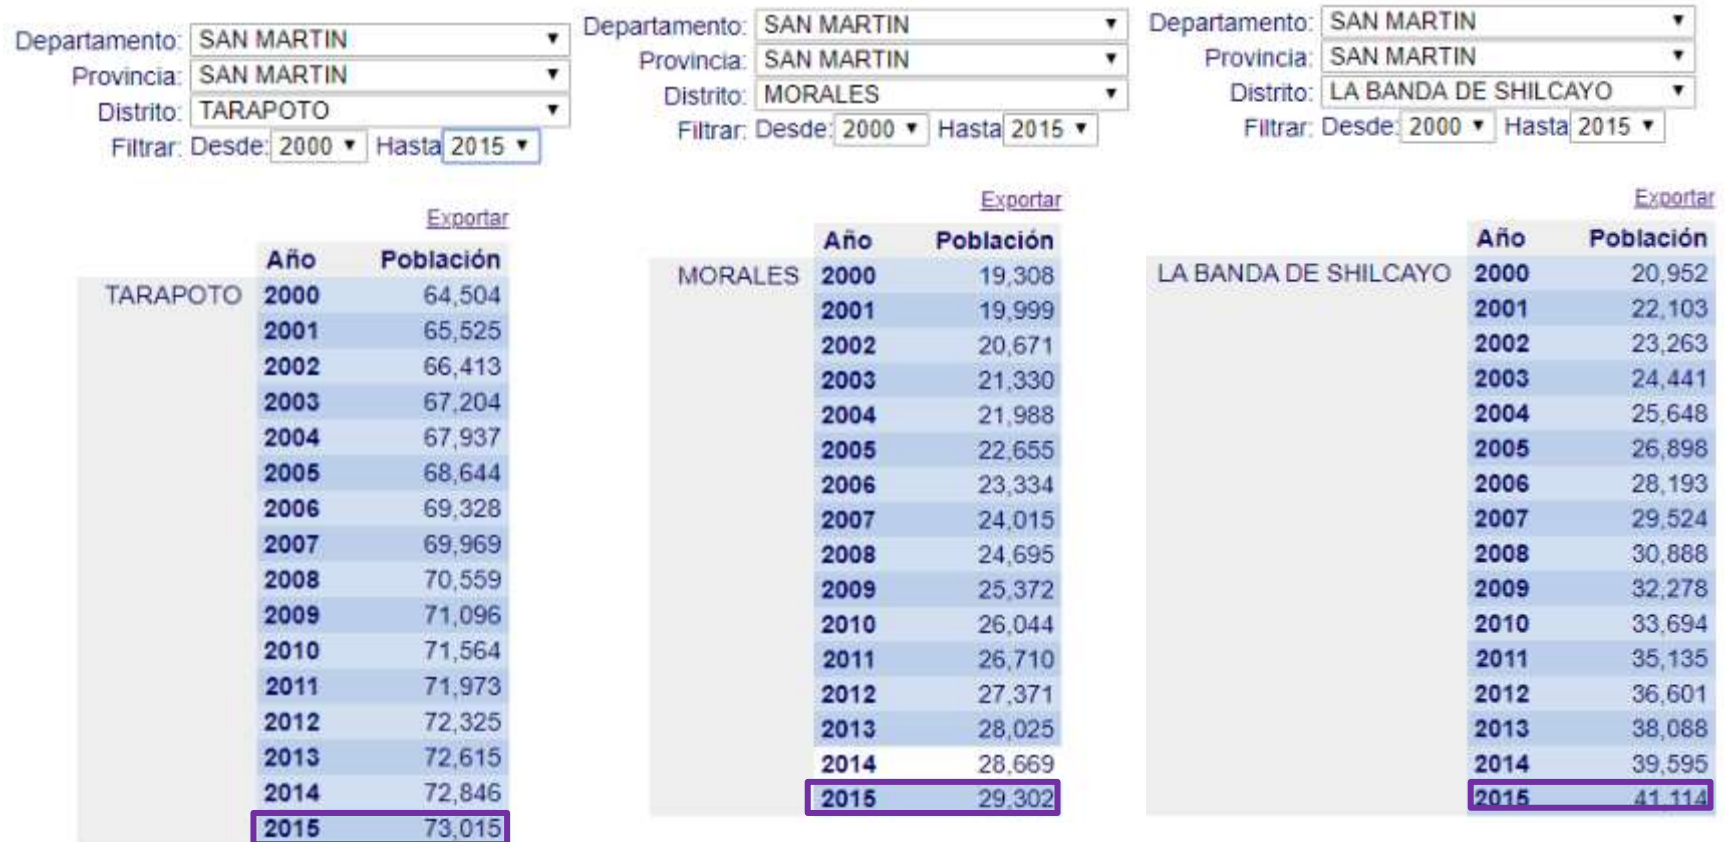 Departamento: SAN MARTIN
Provincia: SAN MARTIN
Distrito: TARAPOTO
Filtrar: Desde: 2000 Hasta 2015
Exportar
Año Población
TARAPOTO 2000 64,504
2001 65,525
2002 66,413
2003 67,204
2004 67,937
2005 68,644
2006 69,328
2007 69,969
2008 70,559
2009 71,096
2010 71,564
2011 71,973
2012 72,325
2013 72,615
2014 72,846
2015 73,015
Departamento: SAN MARTIN
Provincia: SAN MARTIN
Distrito: MORALES
Filtrar: Desde: 2000 Hasta 2015
Exportar
Año Población
MORALES 2000 19,308
2001 19,999
2002 20,671
2003 21,330
2004 21,988
2005 22,655
2006 23,334
2007 24,015
2008 24,695
2009 25,372
2010 26,044
2011 26,710
2012 27,371
2013 28,025
2014 28,669
2015 29,302
Departamento: SAN MARTIN
Provincia: SAN MARTIN
Distrito: LA BANDA DE SHILCAYO
Filtrar: Desde: 2000 Hasta 2015
Exportar
Año Población
LA BANDA DE SHILCAYO 2000 20,952
2001 22,103
2002 23,263
2003 24,441
2004 25,648
2005 26,898
2006 28,193
2007 29,524
2008 30,888
2009 32,278
2010 33,694
2011 35,135
2012 36,601
2013 38,088
2014 39,595
2015 41,114